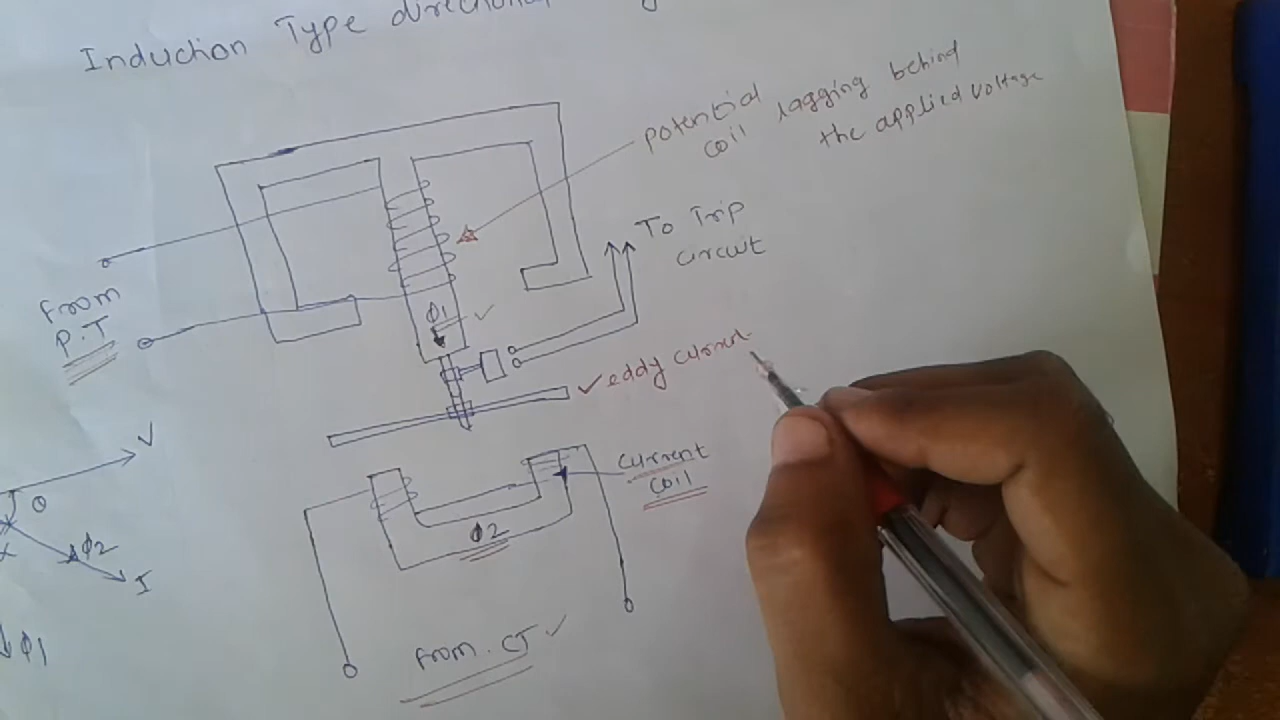 Induction Type directional
potential
coil lagging behind
the applied voltage
To Trip
circuit
From
P.T
Φ1
eddy current
V
θ
Φ2
I
α
Φ1
current
coil
Φ2
From CT